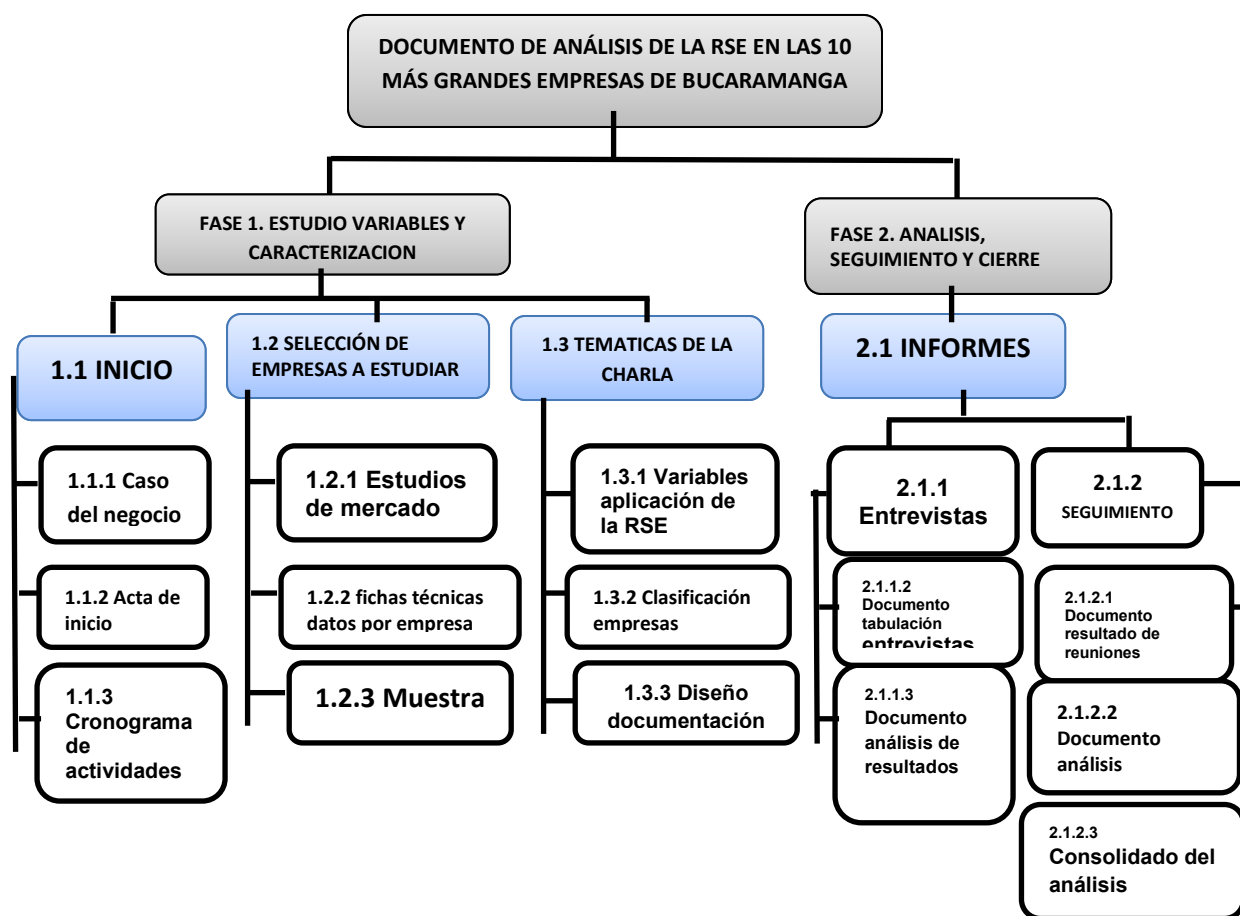 DOCUMENTO DE ANÁLISIS DE LA RSE EN LAS 10
MÁS GRANDES EMPRESAS DE BUCARAMANGA
FASE 1. ESTUDIO VARIABLES Y
CARACTERIZACION
FASE 2. ANALISIS,
SEGUIMIENTO Y CIERRE
1.1 INICIO
1.2 SELECCIÓN DE
EMPRESAS A ESTUDIAR
1.3 TEMATICAS DE LA
CHARLA
2.1 INFORMES
1.1.1 Caso
del negocio
1.1.2 Acta de
inicio
1.1.3
Cronograma
de
actividades
1.2.1 Estudios
de mercado
1.2.2 fichas técnicas
datos por empresa
1.2.3 Muestra
1.3.1 Variables
aplicación de
la RSE
1.3.2 Clasificación
empresas
1.3.3 Diseño
documentación
2.1.1
Entrevistas
2.1.1.2
Documento
tabulación
entrevistas
2.1.1.3
Documento
análisis de
resultados
2.1.2
SEGUIMIENTO
2.1.2.1
Documento
resultado de
reuniones
2.1.2.2
Documento
análisis
2.1.2.3
Consolidado del
análisis